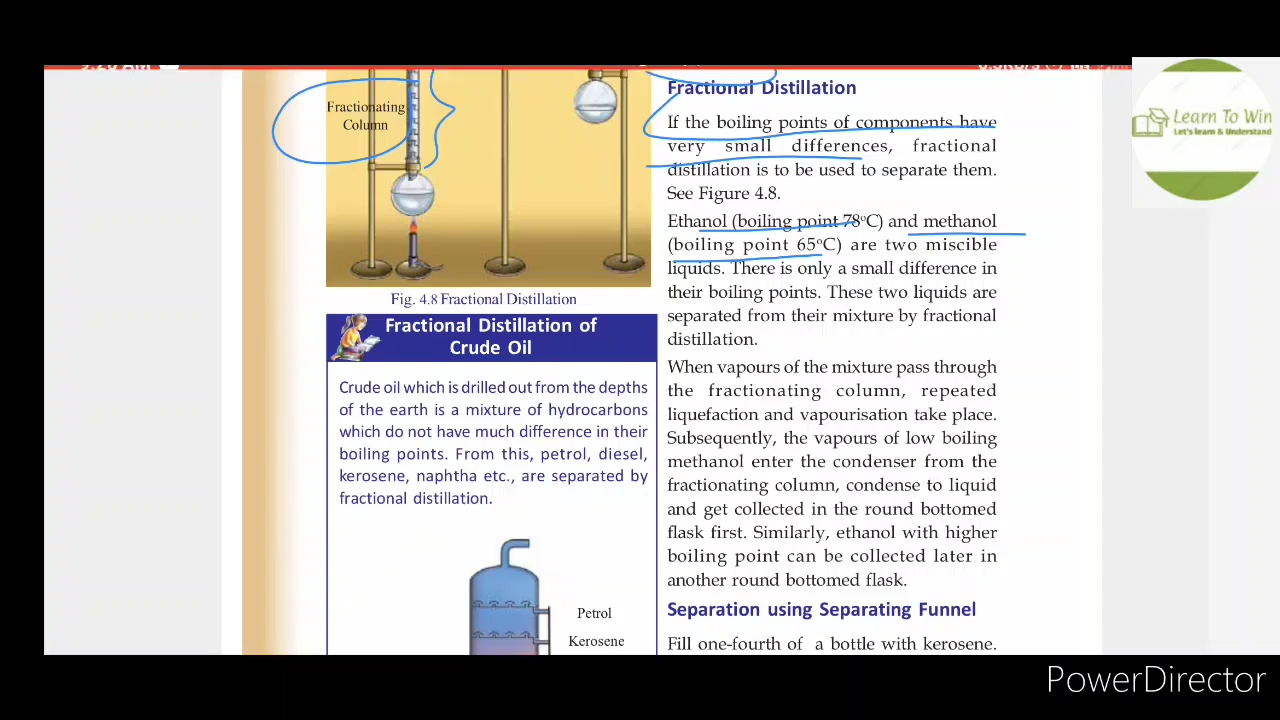 Fractionating
Column
Fig. 4.8 Fractional Distillation
Fractional Distillation of
Crude Oil
Crude oil which is drilled out from the depths
of the earth is a mixture of hydrocarbons
which do not have much difference in their
boiling points. From this, petrol, diesel,
kerosene, naphtha etc., are separated by
fractional distillation.
Petrol
Kerosene
Fractional Distillation
If the boiling points of components have
very small differences, fractional
distillation is to be used to separate them.
See Figure 4.8.
Ethanol (boiling point 78°C) and methanol
(boiling point 65°C) are two miscible
liquids. There is only a small difference in
their boiling points. These two liquids are
separated from their mixture by fractional
distillation.
When vapours of the mixture pass through
the fractionating column, repeated
liquefaction and vapourisation take place.
Subsequently, the vapours of low boiling
methanol enter the condenser from the
fractionating column, condense to liquid
and get collected in the round bottomed
flask first. Similarly, ethanol with higher
boiling point can be collected later in
another round bottomed flask.
Separation using Separating Funnel
Fill one-fourth of a bottle with kerosene.
Learn To Win
Let's learn & Understand
PowerDirector